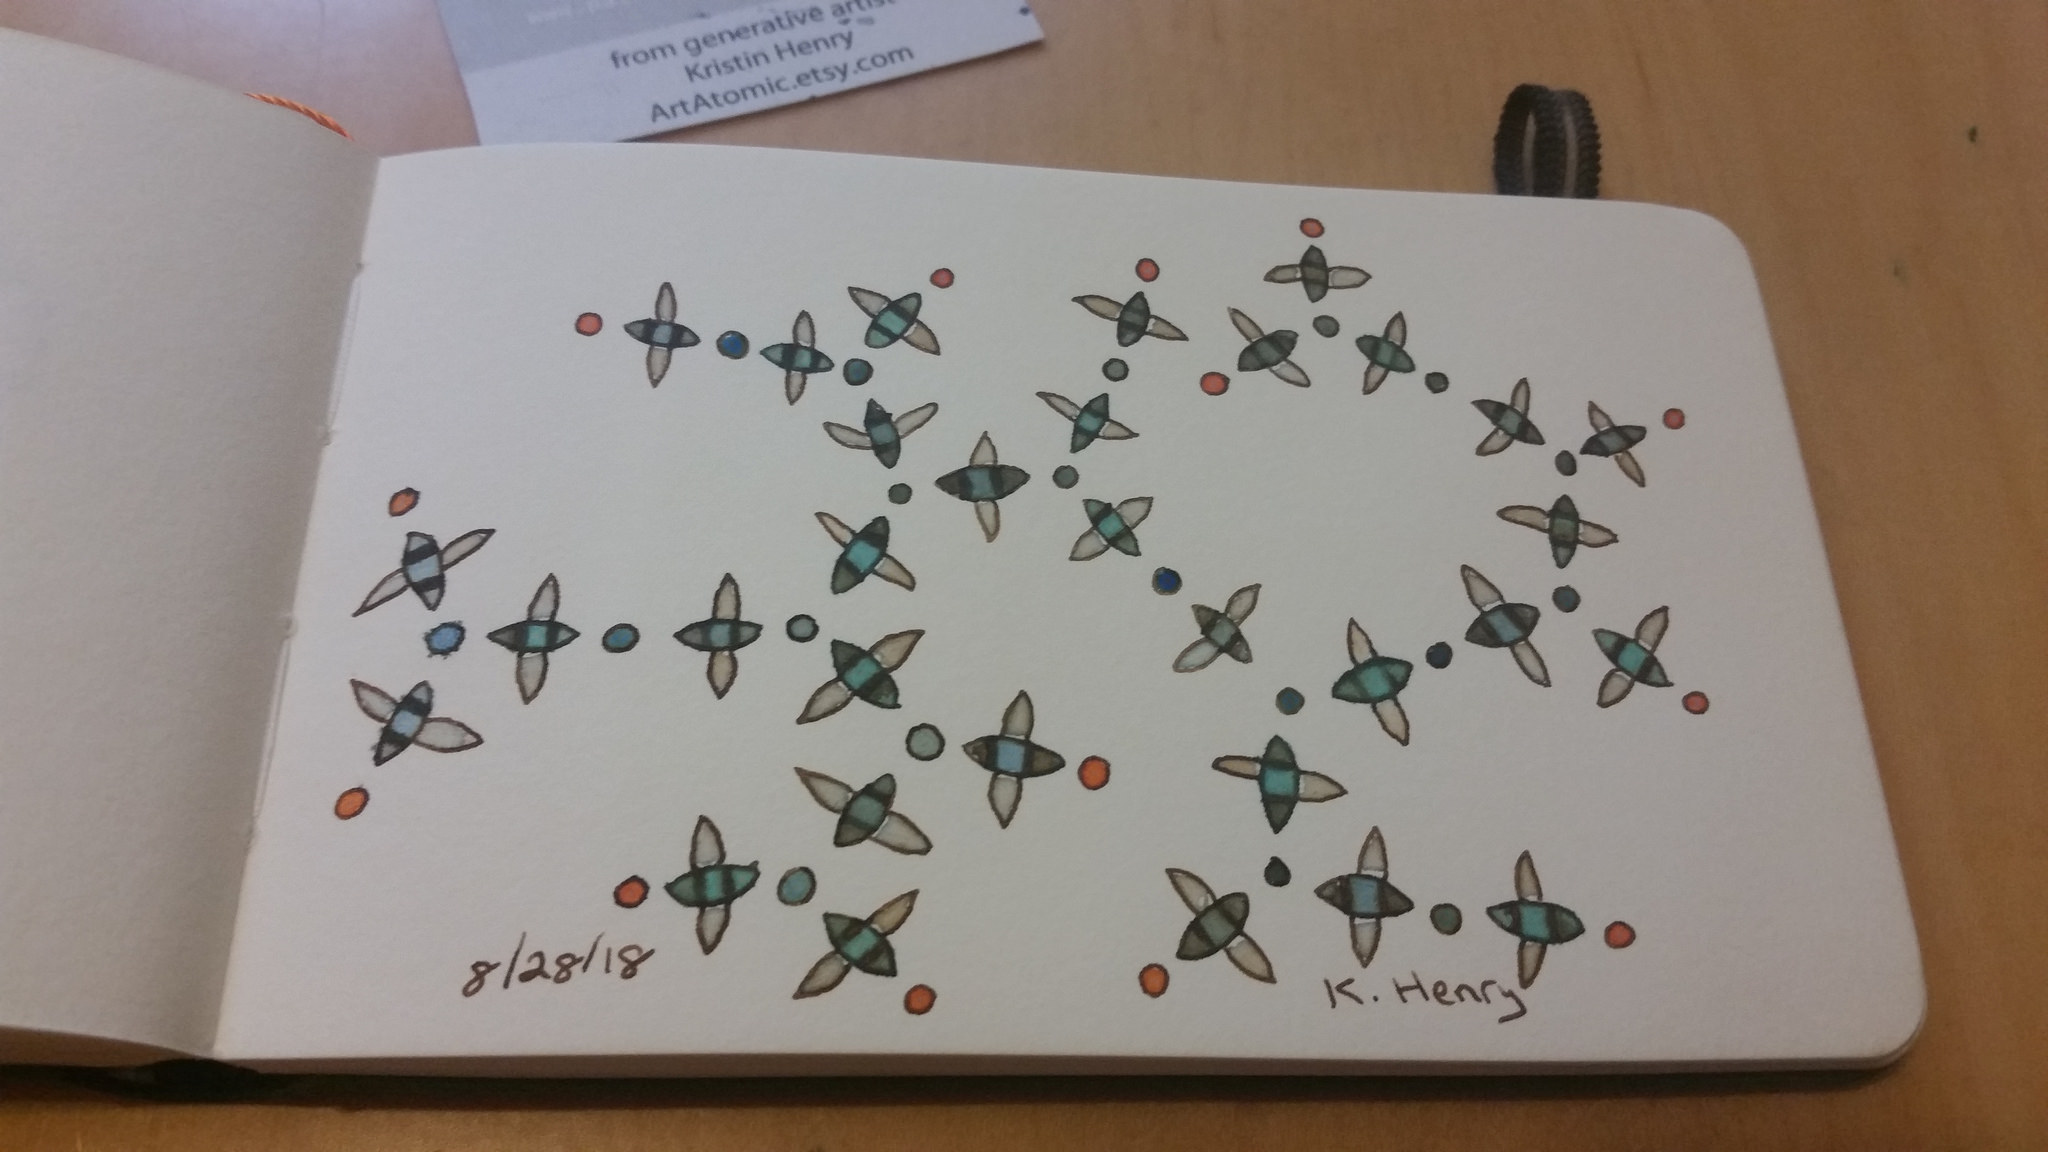 from generative artist
Kristin Henry
ArtAtomic.etsy.com
8/28/18
K. Henry